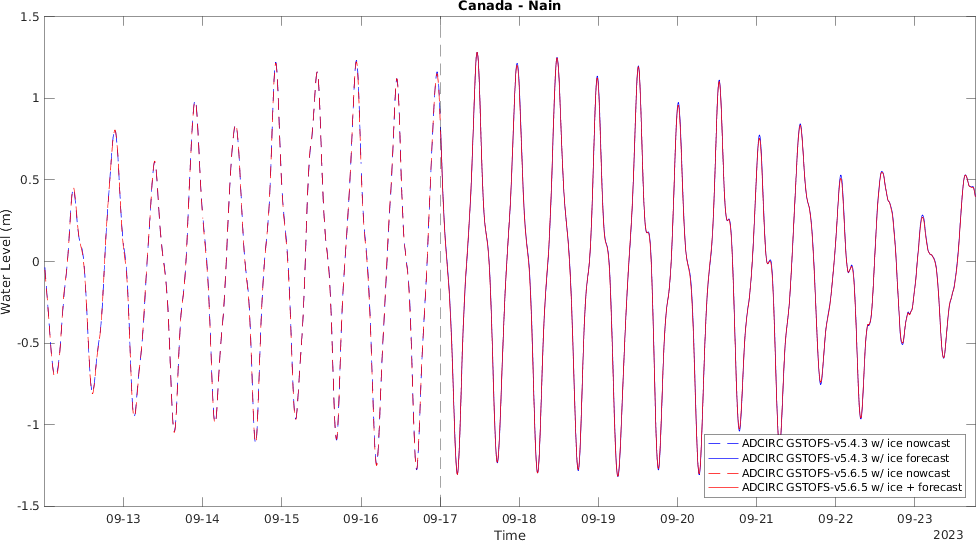 Canada - Nain
1.5
1
0.5
0
-0.5
-1
-1.5
Water Level (m)
ADCIRC GSTOFS-v5.4.3 w/ ice nowcast
ADCIRC GSTOFS-v5.4.3 w/ ice forecast
ADCIRC GSTOFS-v5.6.5 w/ ice nowcast
ADCIRC GSTOFS-v5.6.5 w/ ice + forecast
09-13 09-14 09-15 09-16 09-17 09-18 09-19 09-20 09-21 09-22 09-23
Time
2023